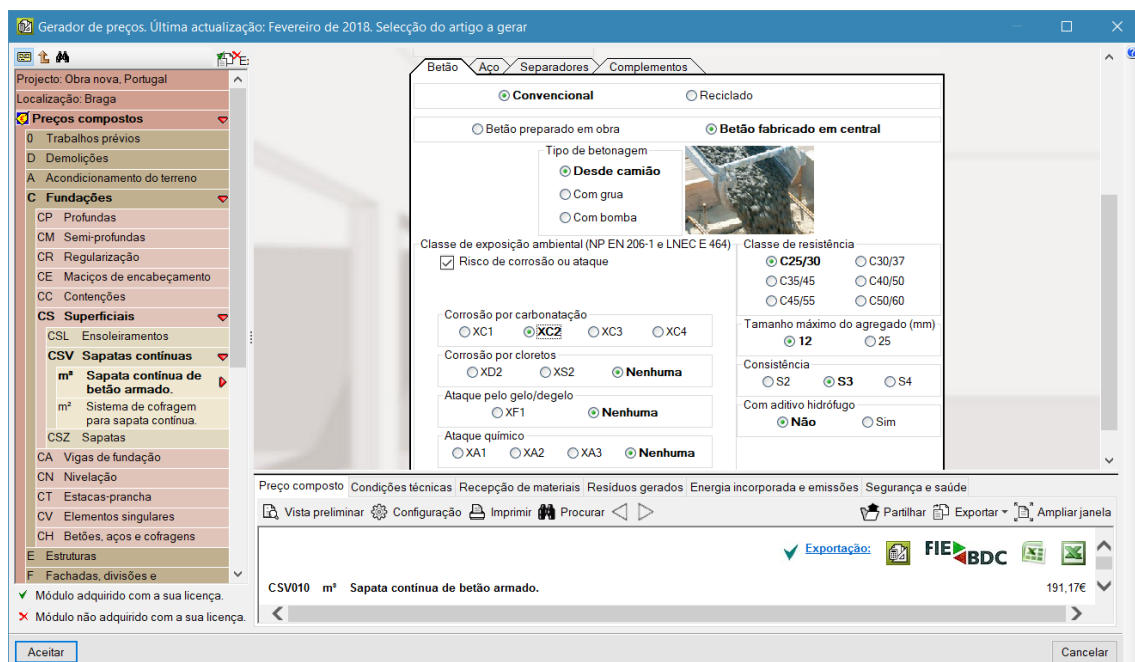 Gerador de preços. Última actualização: Fevereiro de 2018. Selecção do artigo a gerar
Projecto: Obra nova, Portugal
Localização: Braga
Preços compostos
0 Trabalhos prévios
D Demolições
A Acondicionamento do terreno
C Fundações
CP Profundas
CM Semi-profundas
CR Regularização
CE Maciços de encabeçamento
CC Contenções
CS Superficiais
CSL Ensoleiramentos
CSV Sapatas contínuas
m³ Sapata contínua de
betão armado.
m² Sistema de cofragem
para sapata contínua.
CSZ Sapatas
CA Vigas de fundação
CN Nivelação
CT Estacas-prancha
CV Elementos singulares
CH Betões, aços e cofragens
E Estruturas
F Fachadas, divisões e
Módulo adquirido com a sua licença.
Módulo não adquirido com a sua licença.
Betão Aço Separadores Complementos
Convencional Reciclado
Betão preparado em obra Betão fabricado em central
Tipo de betonagem
Desde camião
Com grua
Com bomba
Classe de exposição ambiental (NP EN 206-1 e LNEC E 464)
Risco de corrosão ou ataque
Corrosão por carbonatação
XC1 XC2 XC3 XC4
Corrosão por cloretos
XD2 XS2 Nenhuma
Ataque pelo gelo/degelo
XF1 Nenhuma
Ataque químico
XA1 XA2 XA3 Nenhuma
Classe de resistência
C25/30 C30/37
C35/45 C40/50
C45/55 C50/60
Tamanho máximo do agregado (mm)
12 25
Consistência
S2 S3 S4
Com aditivo hidrófugo
Não Sim
Preço composto Condições técnicas Recepção de materiais Resíduos gerados Energia incorporada e emissões Segurança e saúde
Vista preliminar Configuração Imprimir Procurar Partilhar Exportar Ampliar janela
Exportação: FIEBDC
CSV010 m³ Sapata contínua de betão armado. 191,17€
Aceitar Cancelar